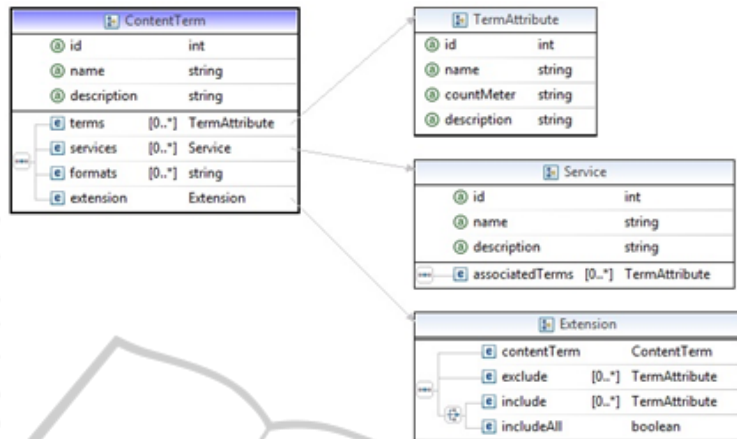 ContentTerm
id int
name string
description string
terms [0..*] TermAttribute
services [0..*] Service
formats [0..*] string
extension Extension
TermAttribute
id int
name string
countMeter string
description string
Service
id int
name string
description string
associatedTerms [0..*] TermAttribute
Extension
contentTerm ContentTerm
exclude [0..*] TermAttribute
include [0..*] TermAttribute
includeAll boolean